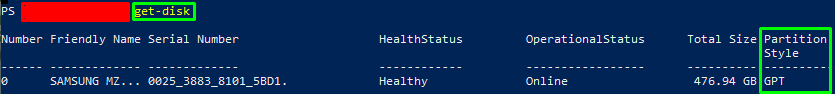 PS get-disk
Number Friendly Name Serial Number HealthStatus OperationalStatus Total Size Partition
Style
------ ------------- ------------- ------------ ----------------- ---------- ----------
0 SAMSUNG MZ... 0025_3883_8101_5BD1. Healthy Online 476.94 GB GPT